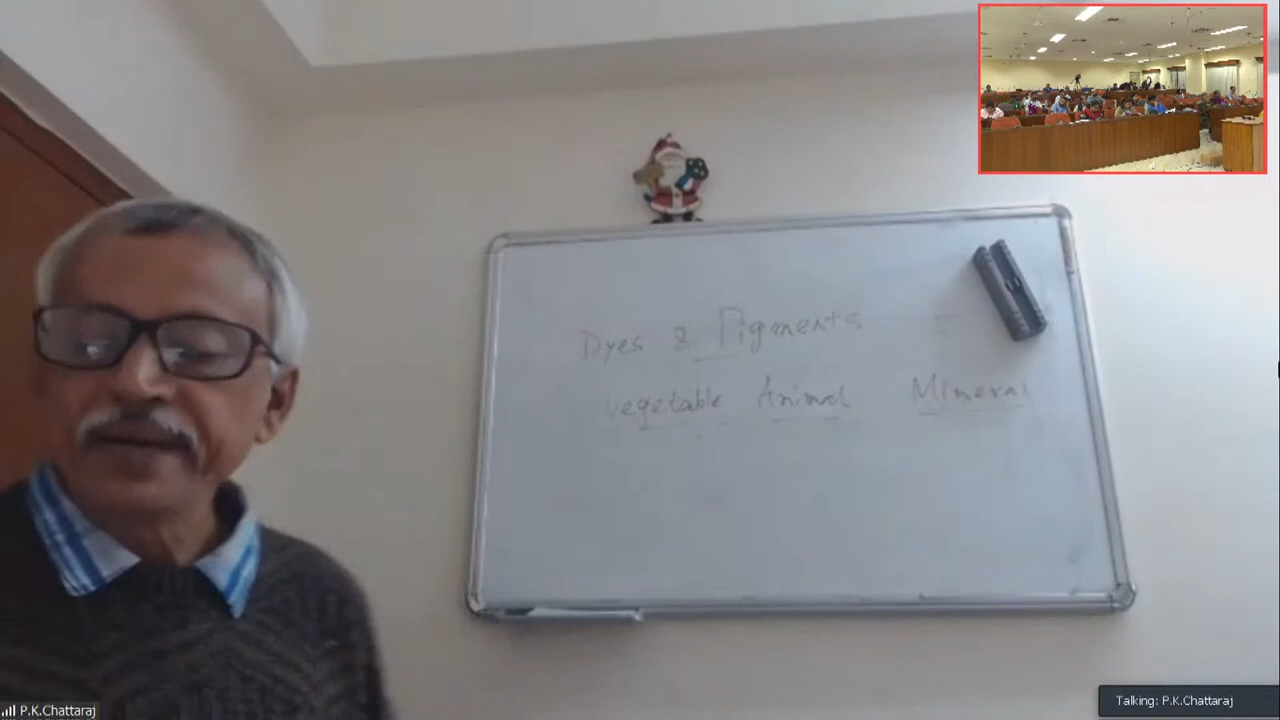 Dyes & Pigments
Vegetable Animal Mineral
P.K.Chattaraj
Talking: P.K.Chattaraj